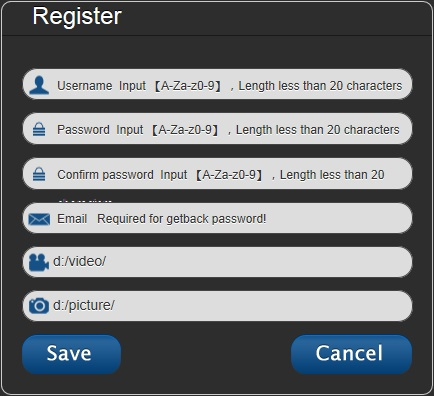 Register
Username Input 【A-Za-z0-9】, Length less than 20 characters
Password Input 【A-Za-z0-9】, Length less than 20 characters
Confirm password Input 【A-Za-z0-9】, Length less than 20
Email Required for getback password!
d:/video/
d:/picture/
Save Cancel